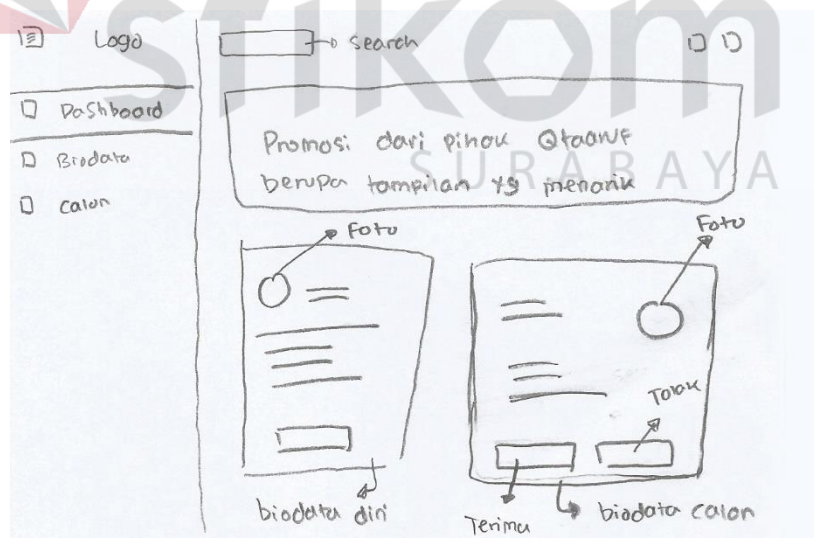 stikom
SURABAYA
Logo
search
Dashboard
Biodata
Calon
Promosi dari pihak Qtaaruf
berupa tampilan yg menarik
Foto
Foto
Tolak
biodata diri
Terima
biodata calon